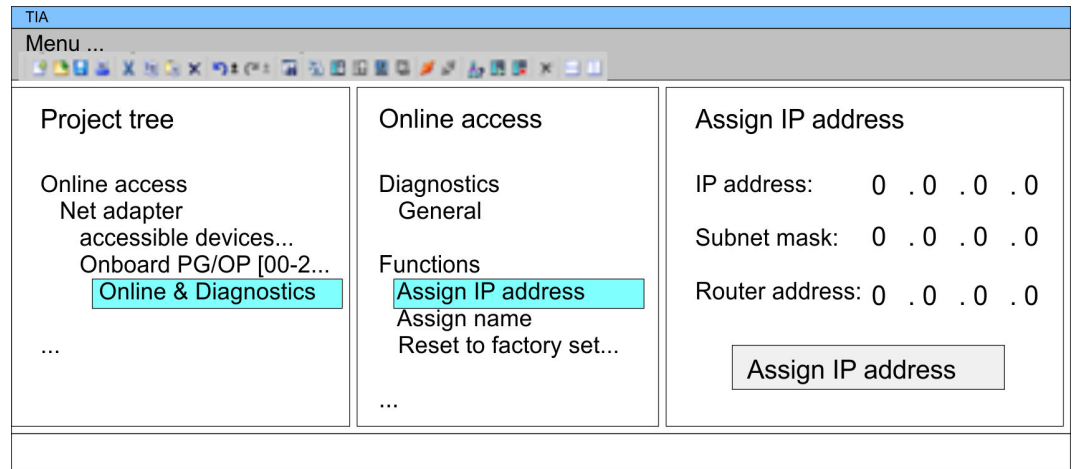 TIA
Menu ...
Project tree
Online access
Net adapter
accessible devices...
Onboard PG/OP [00-2...
Online & Diagnostics
...
Online access
Diagnostics
General
Functions
Assign IP address
Assign name
Reset to factory set...
...
Assign IP address
IP address: 0 .0 .0 .0
Subnet mask: 0 .0 .0 .0
Router address: 0 .0 .0 .0
Assign IP address